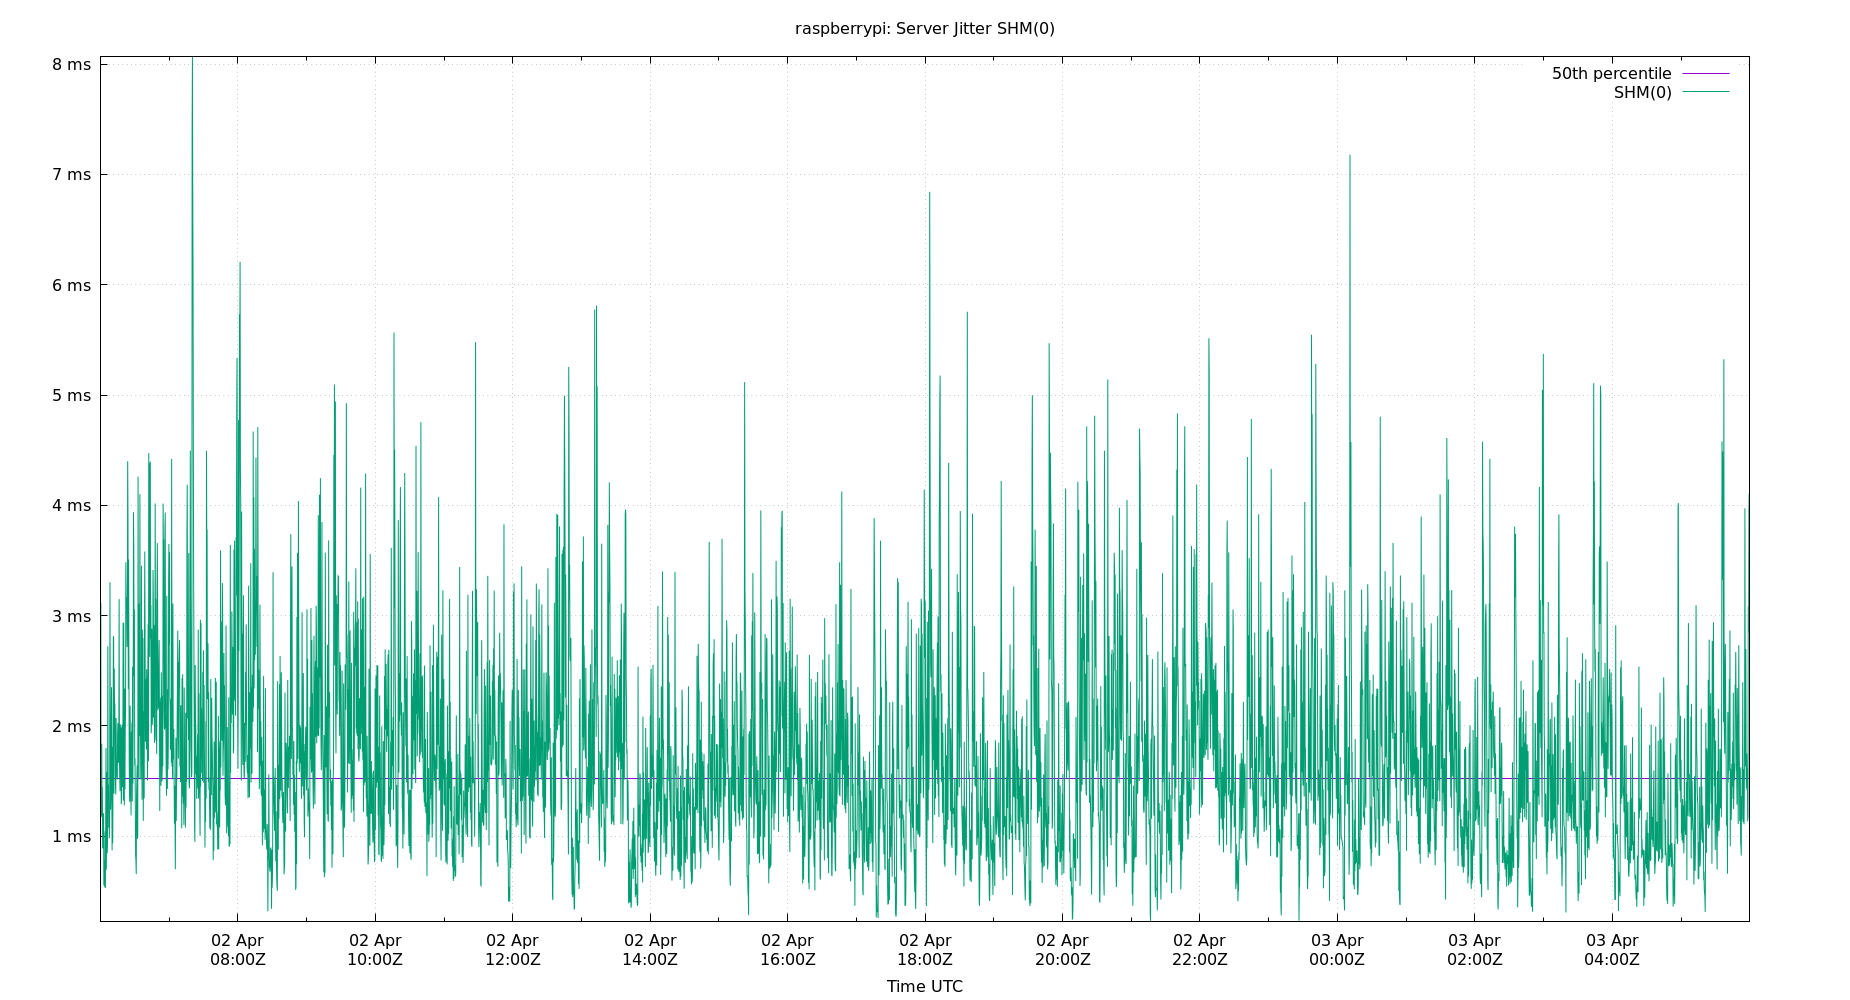 raspberrypi: Server Jitter SHM(0)
50th percentile
SHM(0)
8 ms
7 ms
6 ms
5 ms
4 ms
3 ms
2 ms
1 ms
02 Apr 02 Apr 02 Apr 02 Apr 02 Apr 02 Apr 02 Apr 02 Apr 03 Apr 03 Apr 03 Apr
08:00Z 10:00Z 12:00Z 14:00Z 16:00Z 18:00Z 20:00Z 22:00Z 00:00Z 02:00Z 04:00Z
Time UTC